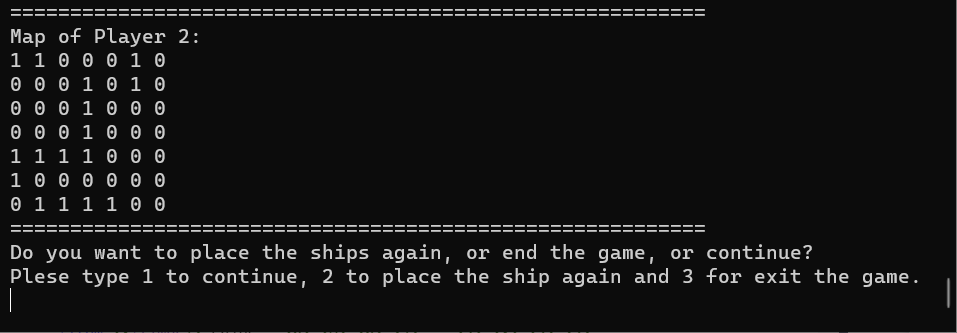 ==========================================================
Map of Player 2:
1 1 0 0 0 1 0
0 0 0 1 0 1 0
0 0 0 1 0 0 0
0 0 0 1 0 0 0
1 1 1 1 0 0 0
1 0 0 0 0 0 0
0 1 1 1 1 0 0
==========================================================
Do you want to place the ships again, or end the game, or continue?
Plese type 1 to continue, 2 to place the ship again and 3 for exit the game.